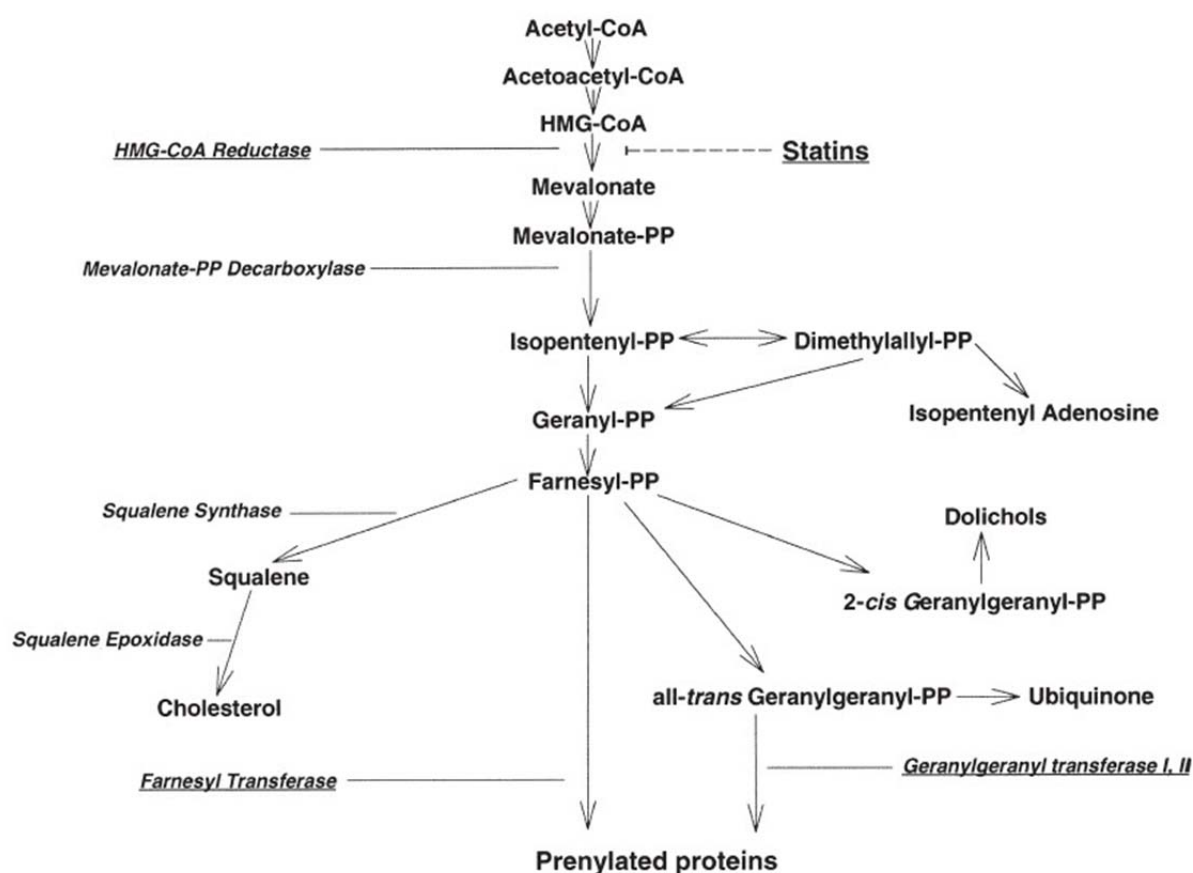 Acetyl-CoA
Acetoacetyl-CoA
HMG-CoA
HMG-CoA Reductase
Statins
Mevalonate
Mevalonate-PP
Mevalonate-PP Decarboxylase
Isopentenyl-PP
Dimethylallyl-PP
Isopentenyl Adenosine
Geranyl-PP
Farnesyl-PP
Squalene Synthase
Dolichols
Squalene
2-cis Geranylgeranyl-PP
Squalene Epoxidase
all-trans Geranylgeranyl-PP
Ubiquinone
Cholesterol
Farnesyl Transferase
Geranylgeranyl transferase I, II
Prenylated proteins